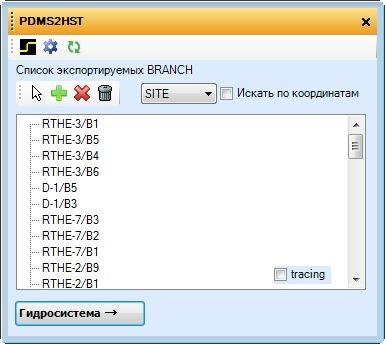 PDMS2HST
Список экспортируемых BRANCH
SITE
Искать по координатам
RTHE-3/B1
RTHE-3/B5
RTHE-3/B4
RTHE-3/B6
D-1/B5
D-1/B3
RTHE-7/B3
RTHE-7/B2
RTHE-7/B1
RTHE-2/B9
RTHE-2/B1
tracing
Гидросистема →